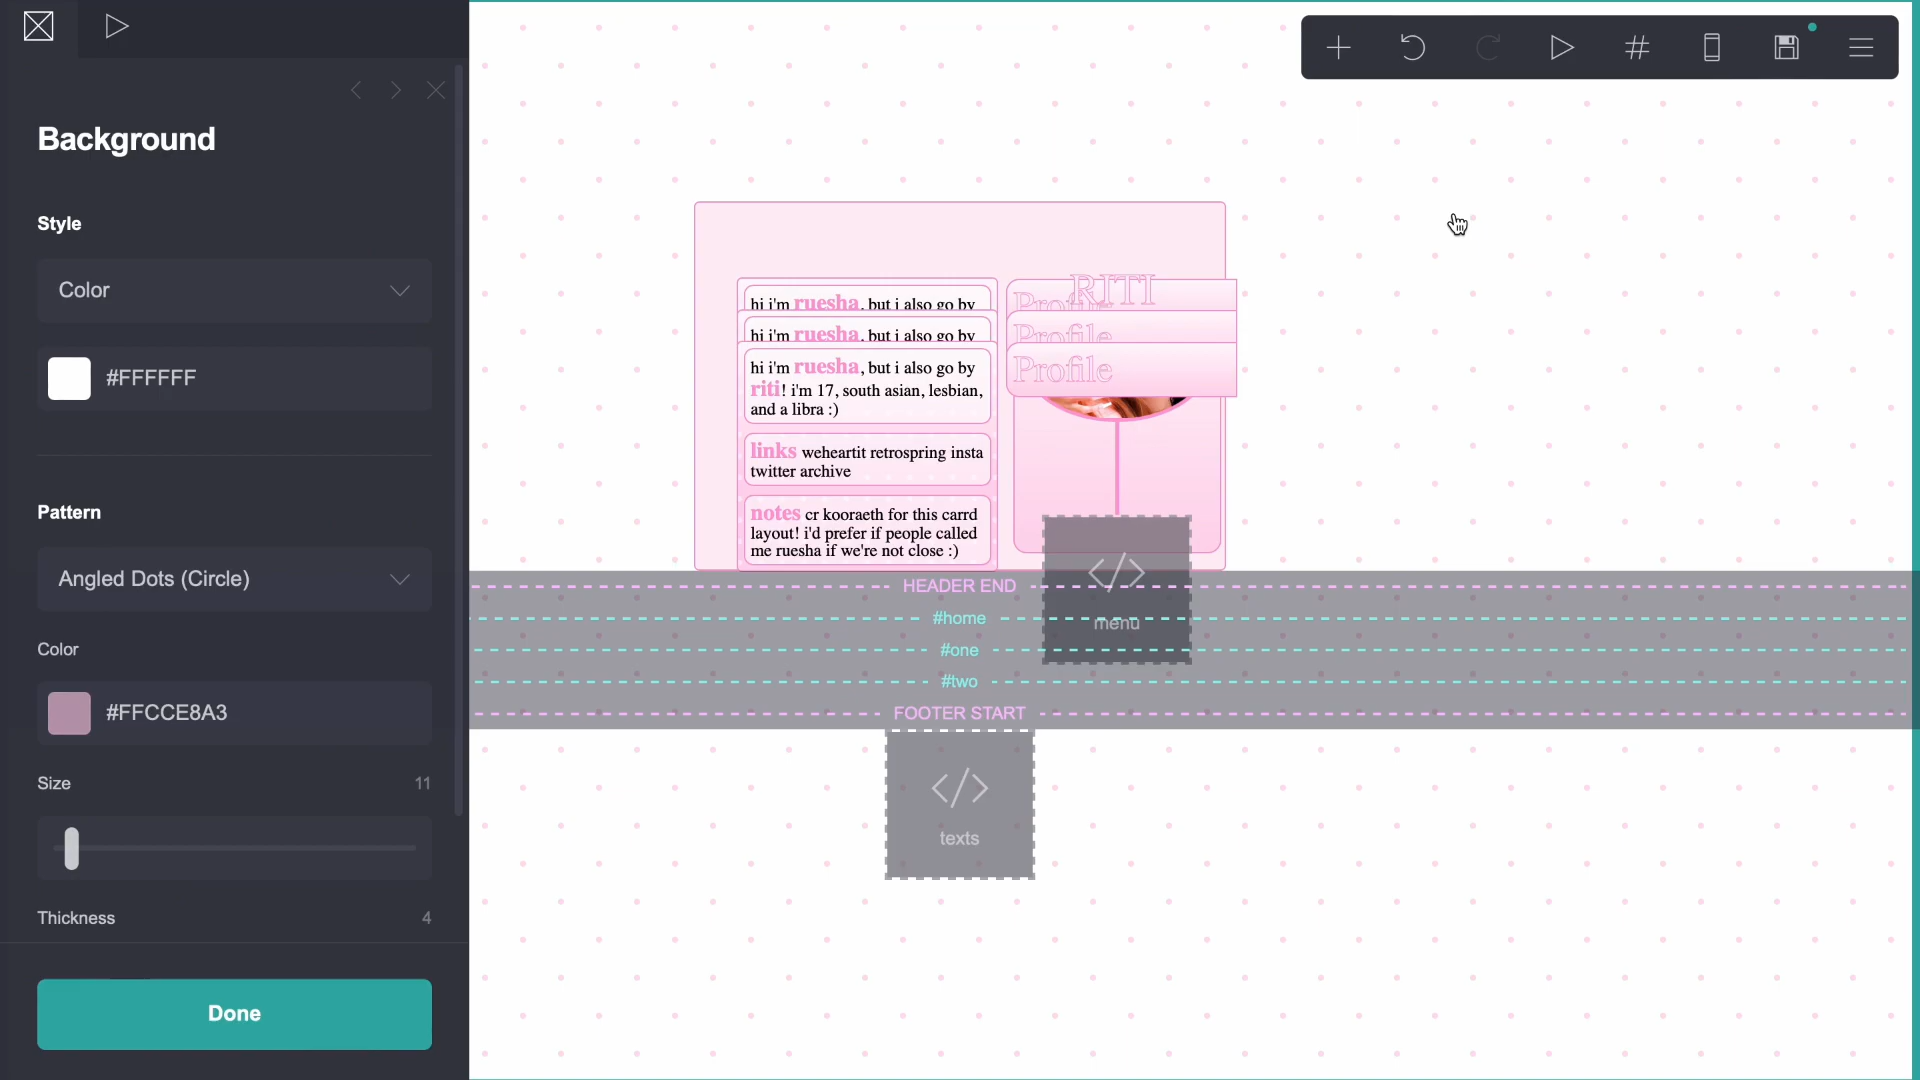 Background
Style
Color
#FFFFFF
Pattern
Angled Dots (Circle)
Color
#FFCCE8A3
Size 11
Thickness 4
Done
hi i'm ruesha, but i also go by
hi i'm ruesha, but i also go by
hi i'm ruesha, but i also go by
riti! i'm 17, south asian, lesbian,
and a libra :)
links weheartit retrospring insta
twitter archive
notes cr kooraeth for this carrd
layout! i'd prefer if people called
me ruesha if we're not close :)
RITI
Profile
Profile
Profile
</>
menu
HEADER END
#home
#one
#two
FOOTER START
</>
texts